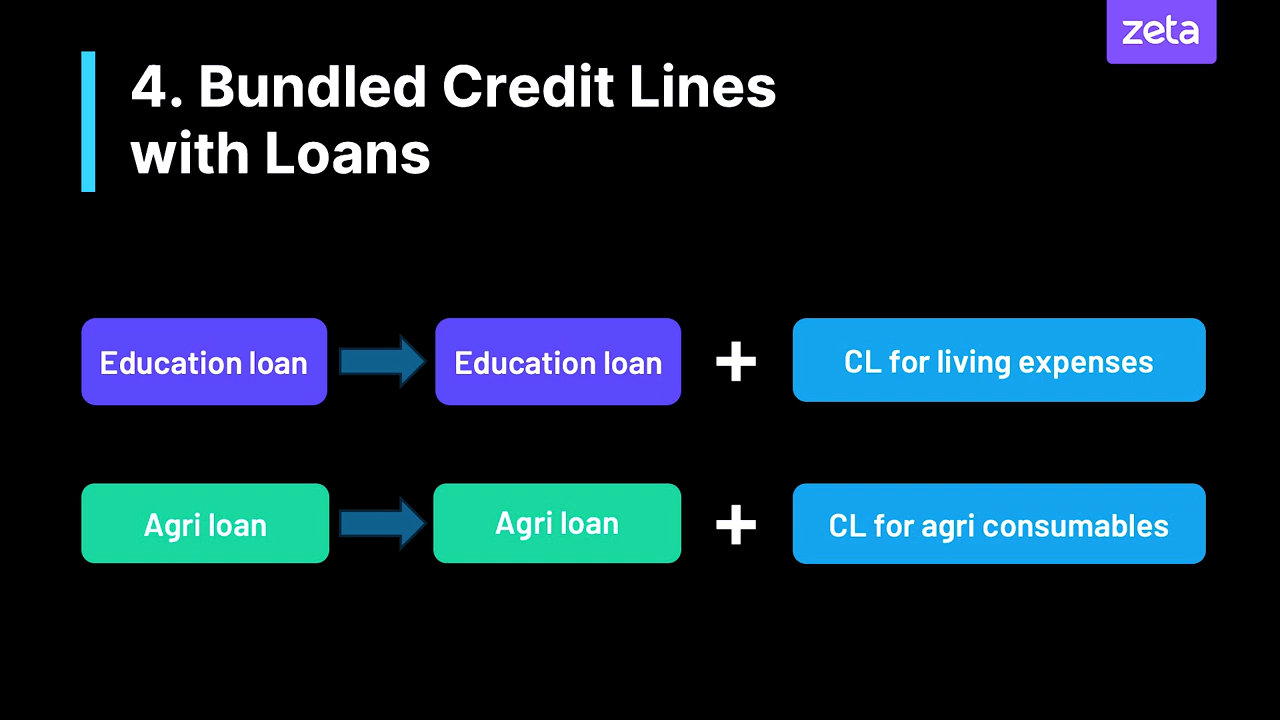 zeta
4. Bundled Credit Lines
with Loans
Education loan
Education loan
+
CL for living expenses
Agri loan
Agri loan
+
CL for agri consumables